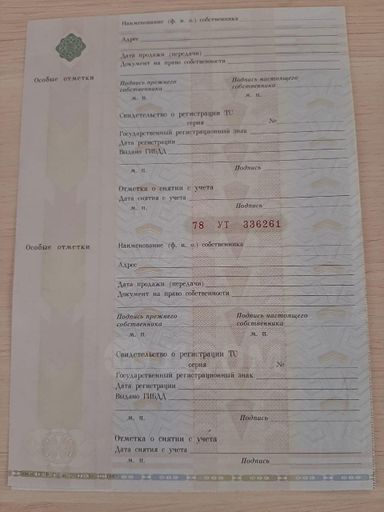 Наименование (ф. и. о.) собственника
Адрес
Дата продажи (передачи)
Документ на право собственности
Особые отметки
Подпись прежнего собственника
Подпись настоящего собственника
м. п.
м. п.
Свидетельство о регистрации ТС
серия №
Государственный регистрационный знак
Дата регистрации
Выдано ГИБДД
м. п. Подпись
Отметка о снятии с учета
Дата снятия с учета
м. п. Подпись
78 УТ 336261
Особые отметки
Наименование (ф. и. о.) собственника
Адрес
Дата продажи (передачи)
Документ на право собственности
Подпись прежнего собственника
Подпись настоящего собственника
м. п.
м. п.
Свидетельство о регистрации ТС
серия №
Государственный регистрационный знак
Дата регистрации
Выдано ГИБДД
м. п. Подпись
Отметка о снятии с учета
Дата снятия с учета
м. п. Подпись